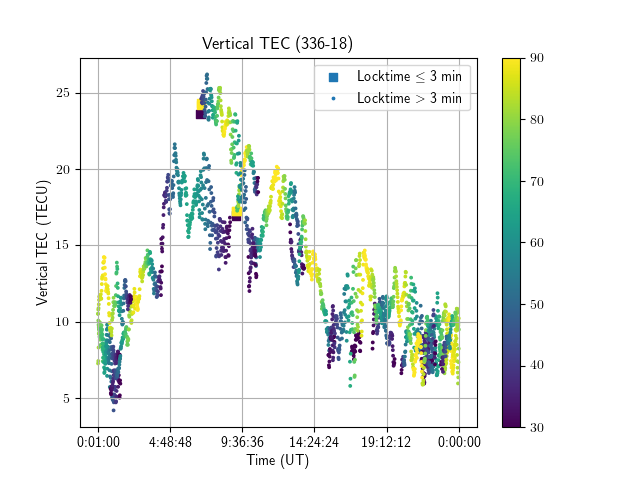 Vertical TEC (336-18)
Locktime ≤ 3 min
Locktime > 3 min
Vertical TEC (TECU)
25
20
15
10
5
0:01:00 4:48:48 9:36:36 14:24:24 19:12:12 0:00:00
Time (UT)
90
80
70
60
50
40
30